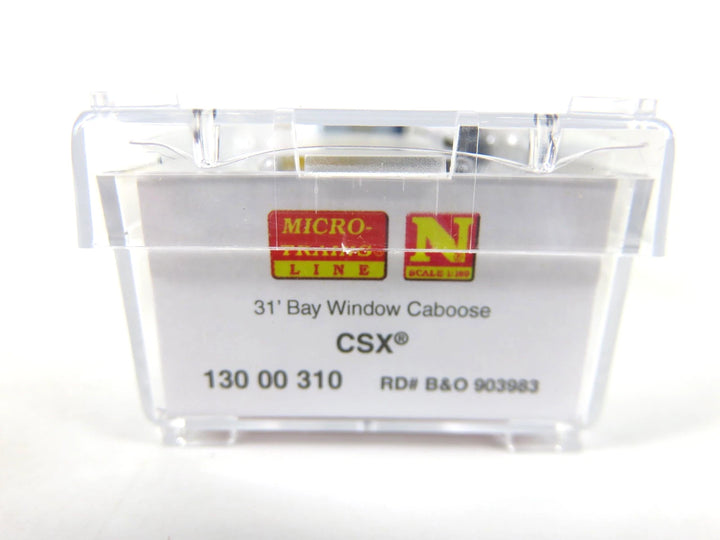 MICRO-
TRAINS
LINE
N
SCALE 1:160
31' Bay Window Caboose
CSX®
130 00 310 RD# B&O 903983